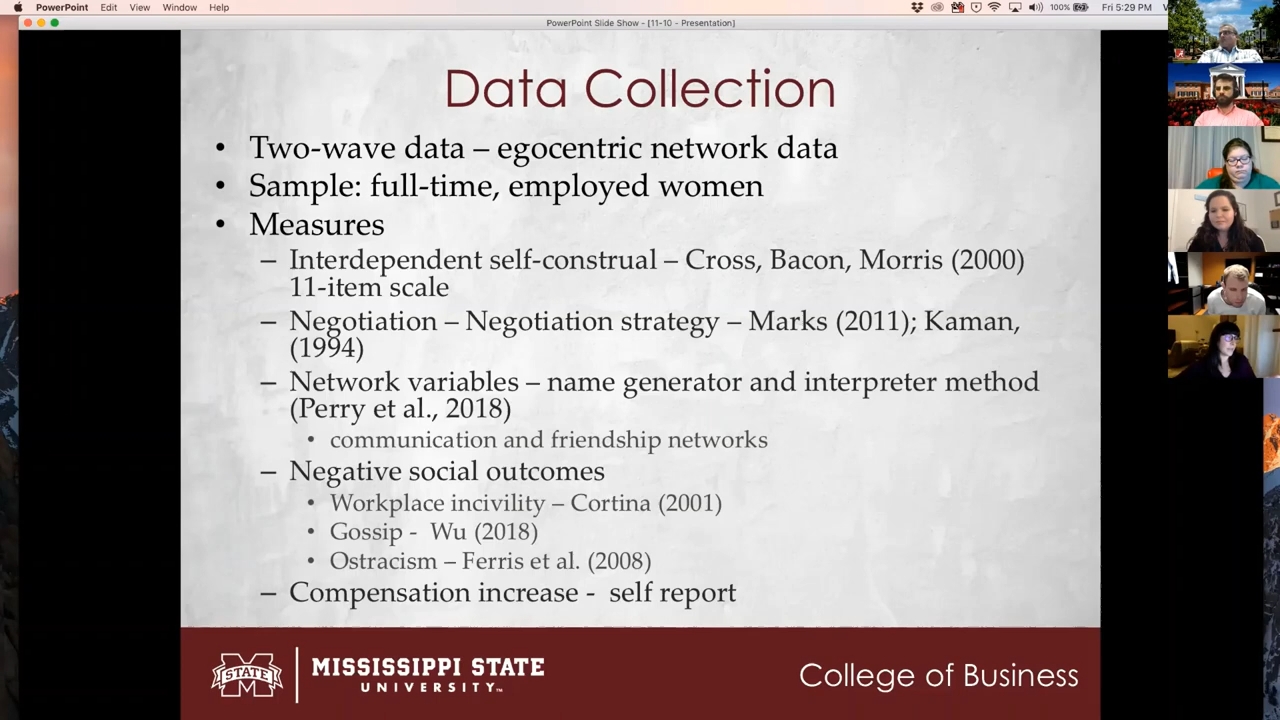 PowerPoint Edit View Window Help 100% Fri 5:29 PM
PowerPoint Slide Show - [11-10 - Presentation]
Data Collection
• Two-wave data – egocentric network data
• Sample: full-time, employed women
• Measures
– Interdependent self-construal – Cross, Bacon, Morris (2000)
11-item scale
– Negotiation – Negotiation strategy – Marks (2011); Kaman,
(1994)
– Network variables – name generator and interpreter method
(Perry et al., 2018)
• communication and friendship networks
– Negative social outcomes
• Workplace incivility – Cortina (2001)
• Gossip - Wu (2018)
• Ostracism – Ferris et al. (2008)
– Compensation increase - self report
STATE
MISSISSIPPI STATE
UNIVERSITY™
College of Business